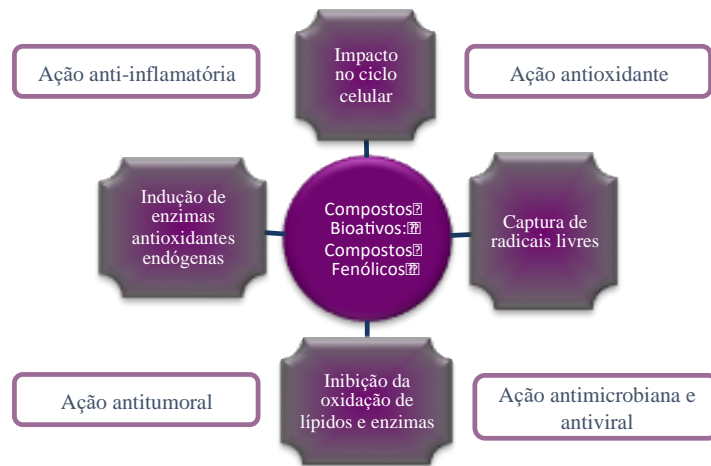 Ação anti-inflamatória
Impacto
no ciclo
celular
Ação antioxidante
Indução de
enzimas
antioxidantes
endógenas
Compostos⍰
Bioativos:⍰⍰
Compostos⍰
Fenólicos⍰⍰
Captura de
radicais livres
Ação antitumoral
Inibição da
oxidação de
lípidos e enzimas
Ação antimicrobiana e
antiviral